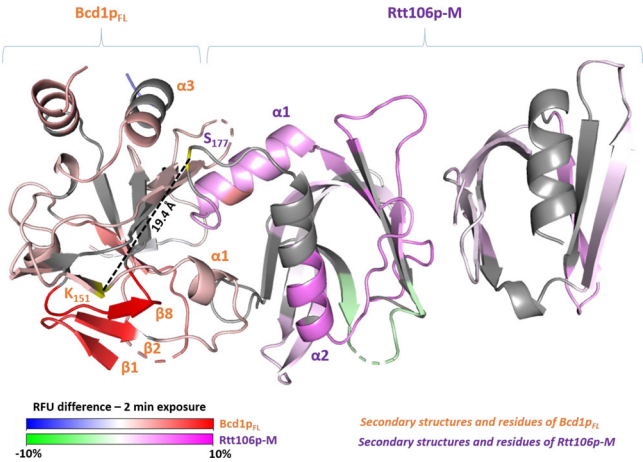 Bcd1pFL
Rtt106p-M
α3
α1
S177
19.4 Å
K151
α1
β8
β2
β1
α2
RFU difference – 2 min exposure
Bcd1pFL
Rtt106p-M
-10% 10%
Secondary structures and residues of Bcd1pFL
Secondary structures and residues of Rtt106p-M